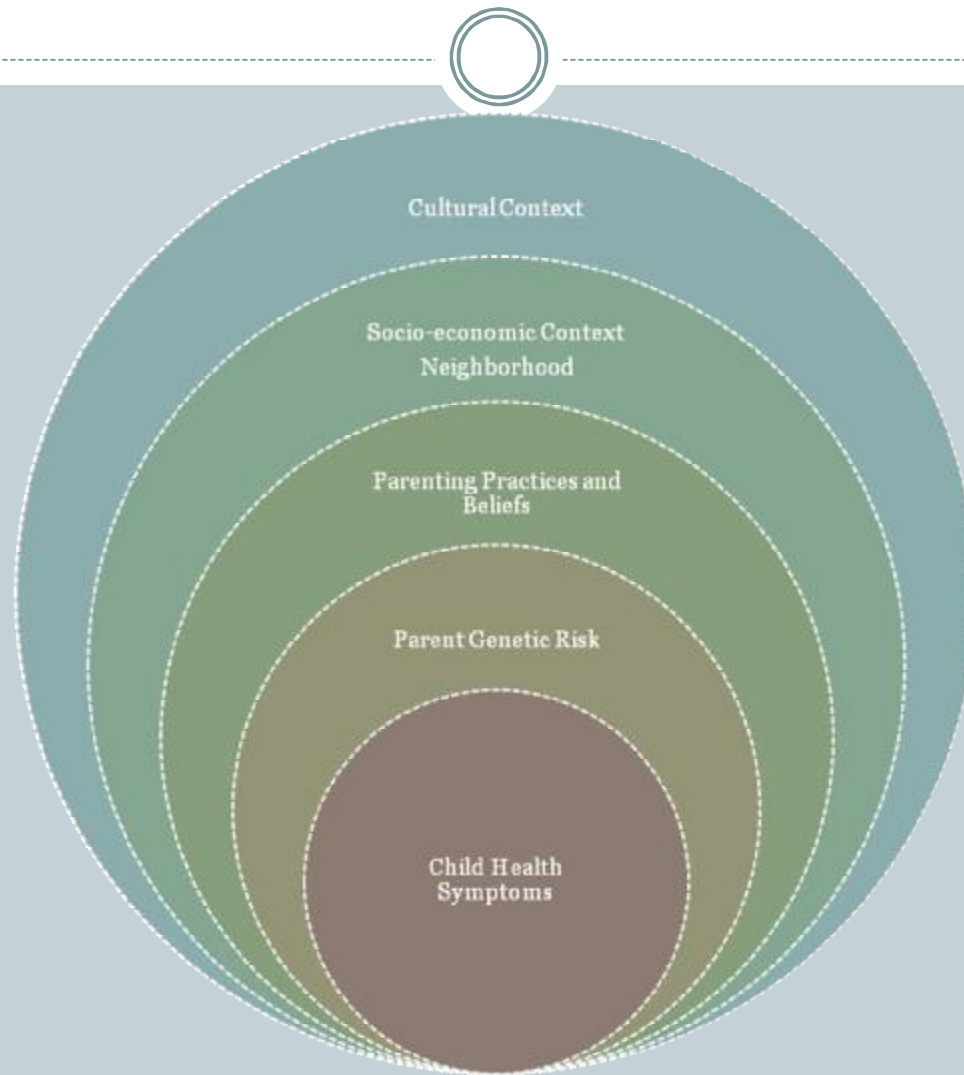 Cultural Context
Socio-economic Context
Neighborhood
Parenting Practices and
Beliefs
Parent Genetic Risk
Child Health
Symptoms